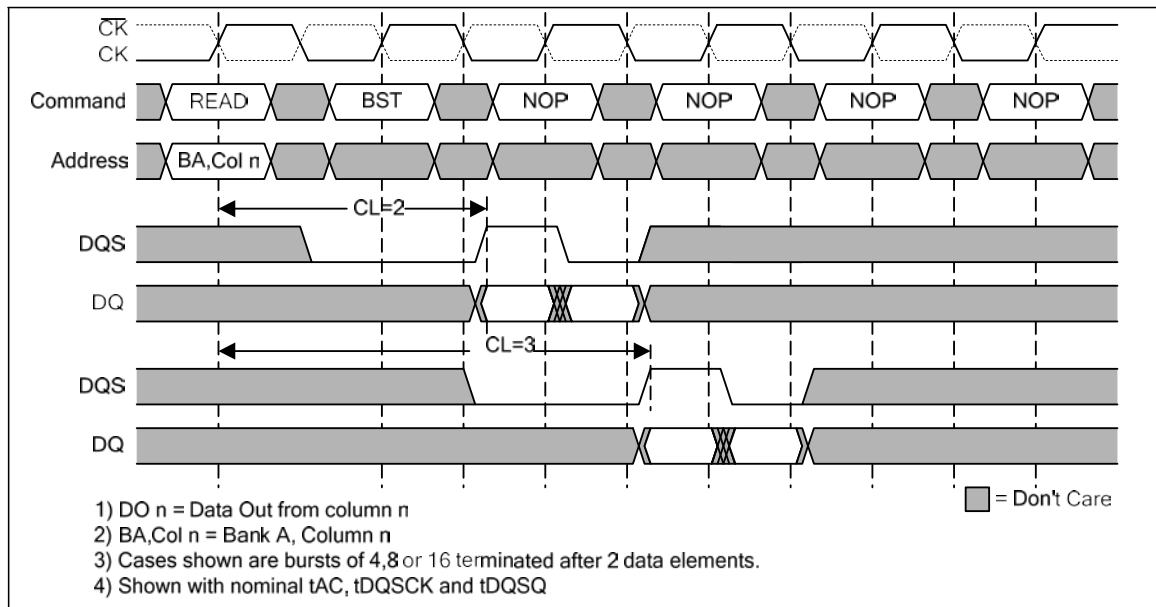 CK
CK
Command READ BST NOP NOP NOP NOP
Address BA,Col n
CL=2
DQS
DQ
CL=3
DQS
DQ
1) DO n = Data Out from column n
2) BA,Col n = Bank A, Column n
3) Cases shown are bursts of 4,8 or 16 terminated after 2 data elements.
4) Shown with nominal tAC, tDQSCK and tDQSQ
= Don't Care